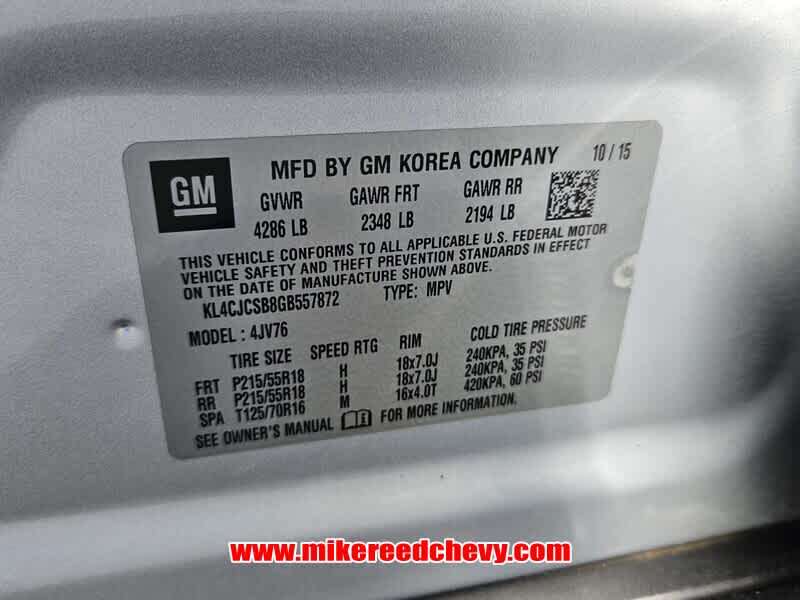 GM
MFD BY GM KOREA COMPANY 10 / 15
GVWR GAWR FRT GAWR RR
4286 LB 2348 LB 2194 LB
THIS VEHICLE CONFORMS TO ALL APPLICABLE U.S. FEDERAL MOTOR
VEHICLE SAFETY AND THEFT PREVENTION STANDARDS IN EFFECT
ON THE DATE OF MANUFACTURE SHOWN ABOVE.
KL4CJCSB8GB557872 TYPE: MPV
MODEL : 4JV76
TIRE SIZE SPEED RTG RIM COLD TIRE PRESSURE
FRT P215/55R18 H 18x7.0J 240KPA, 35 PSI
RR P215/55R18 H 18x7.0J 240KPA, 35 PSI
SPA T125/70R16 M 16x4.0T 420KPA, 60 PSI
SEE OWNER'S MANUAL FOR MORE INFORMATION.
www.mikereedchevy.com